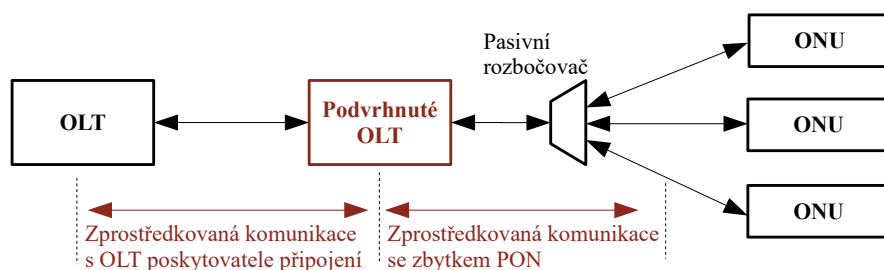 Pasivní
rozbočovač
ONU
OLT
Podvrhnuté
OLT
ONU
ONU
Zprostředkovaná komunikace
s OLT poskytovatele připojení
Zprostředkovaná komunikace
se zbytkem PON